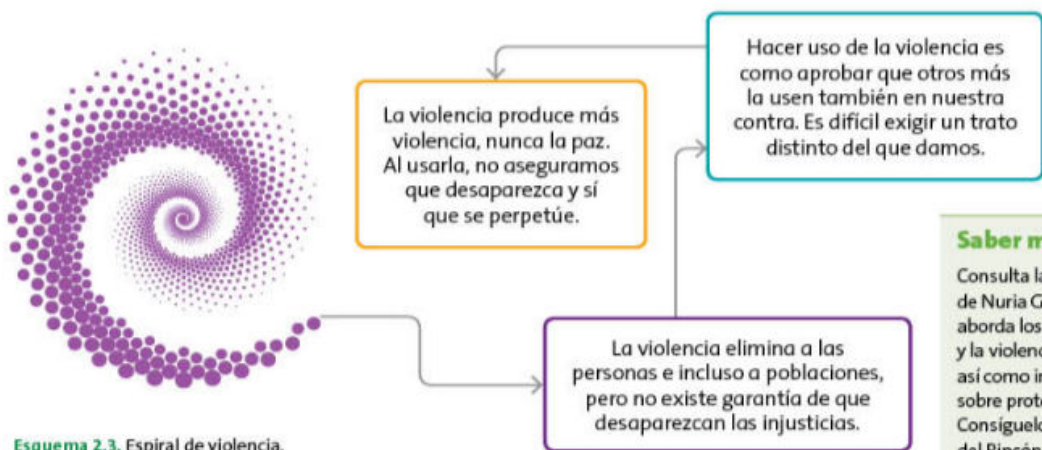 Hacer uso de la violencia es
como aprobar que otros más
la usen también en nuestra
contra. Es difícil exigir un trato
distinto del que damos.
La violencia produce más
violencia, nunca la paz.
Al usarla, no aseguramos
que desaparezca y sí
que se perpetúe.
La violencia elimina a las
personas e incluso a poblaciones,
pero no existe garantía de que
desaparezcan las injusticias.
Esquema 2.3. Espiral de violencia.
Saber
Consulta
de Nuria
aborda los
y la
así como
sobre
Consíguelo
del